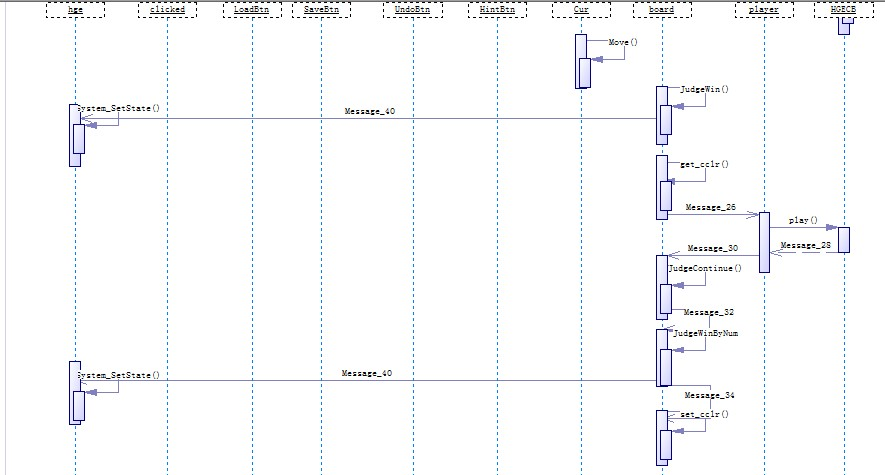 hge clicked LoadBtn SaveBtn UndoBtn HintBtn Cur board player HGECB
Move()
JudgeWin()
System_SetState() Message_40
get_cclr()
Message_26
play()
Message_28
Message_30
JudgeContinue()
Message_32
JudgeWinByNum
System_SetState() Message_40
Message_34
set_cclr()